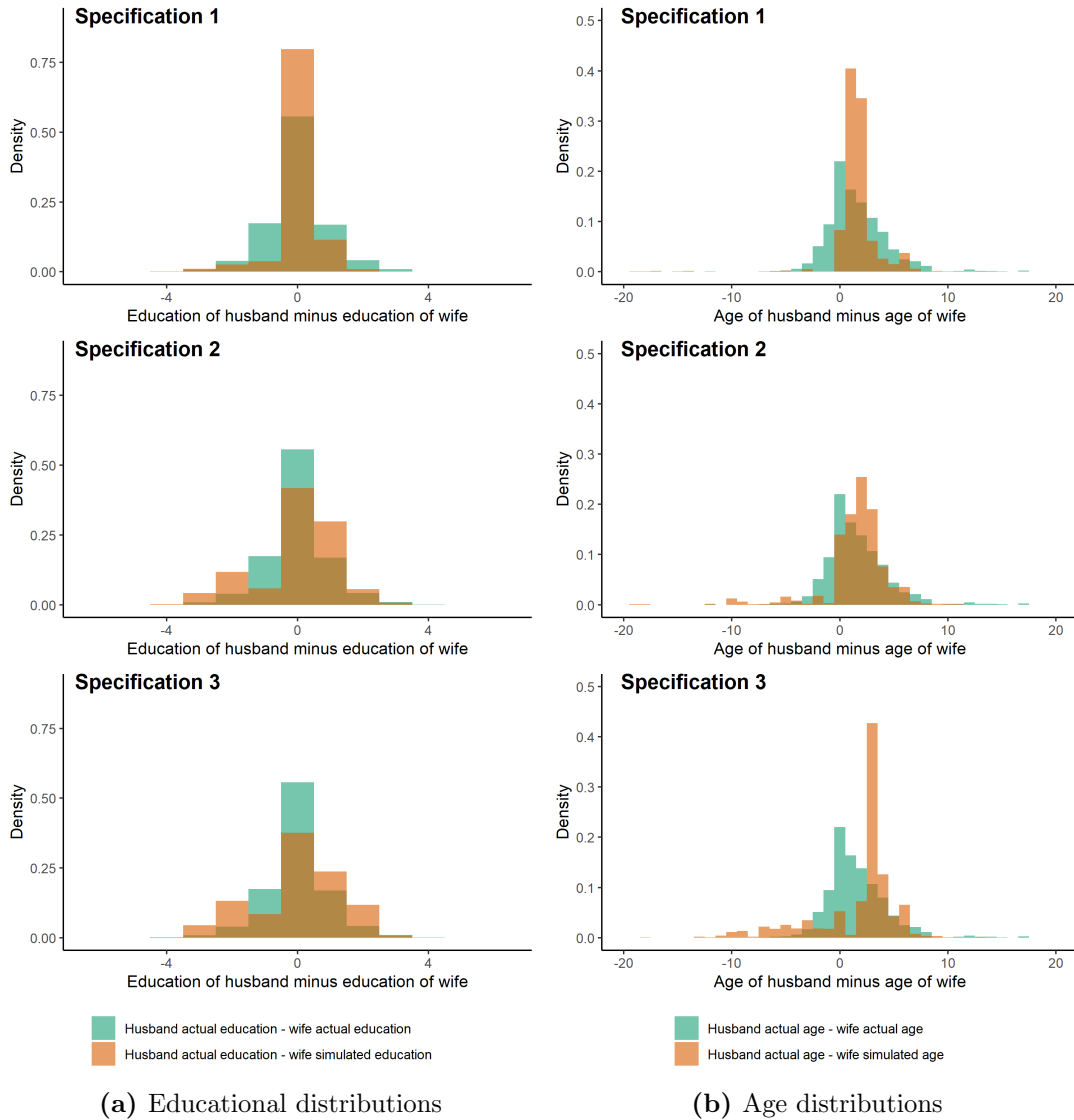 Specification 1
Density
0.75
0.50
0.25
0.00
-4
0
4
Education of husband minus education of wife
Specification 1
Density
0.5
0.4
0.3
0.2
0.1
0.0
-20
-10
0
10
20
Age of husband minus age of wife
Specification 2
Density
0.75
0.50
0.25
0.00
-4
0
4
Education of husband minus education of wife
Specification 2
Density
0.5
0.4
0.3
0.2
0.1
0.0
-20
-10
0
10
20
Age of husband minus age of wife
Specification 3
Density
0.75
0.50
0.25
0.00
-4
0
4
Education of husband minus education of wife
Specification 3
Density
0.5
0.4
0.3
0.2
0.1
0.0
-20
-10
0
10
20
Age of husband minus age of wife
Husband actual education - wife actual education
Husband actual education - wife simulated education
Husband actual age - wife actual age
Husband actual age - wife simulated age
(a) Educational distributions
(b) Age distributions